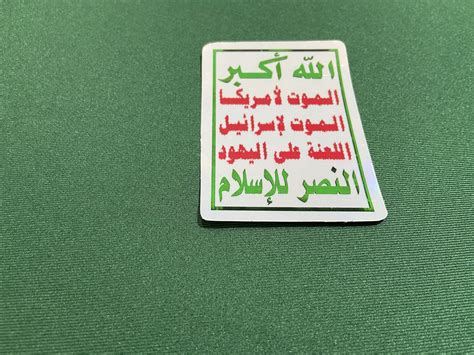 الله أكبر
الموت لأمريكا
الموت لإسرائيل
اللعنة على اليهود
النصر للإسلام